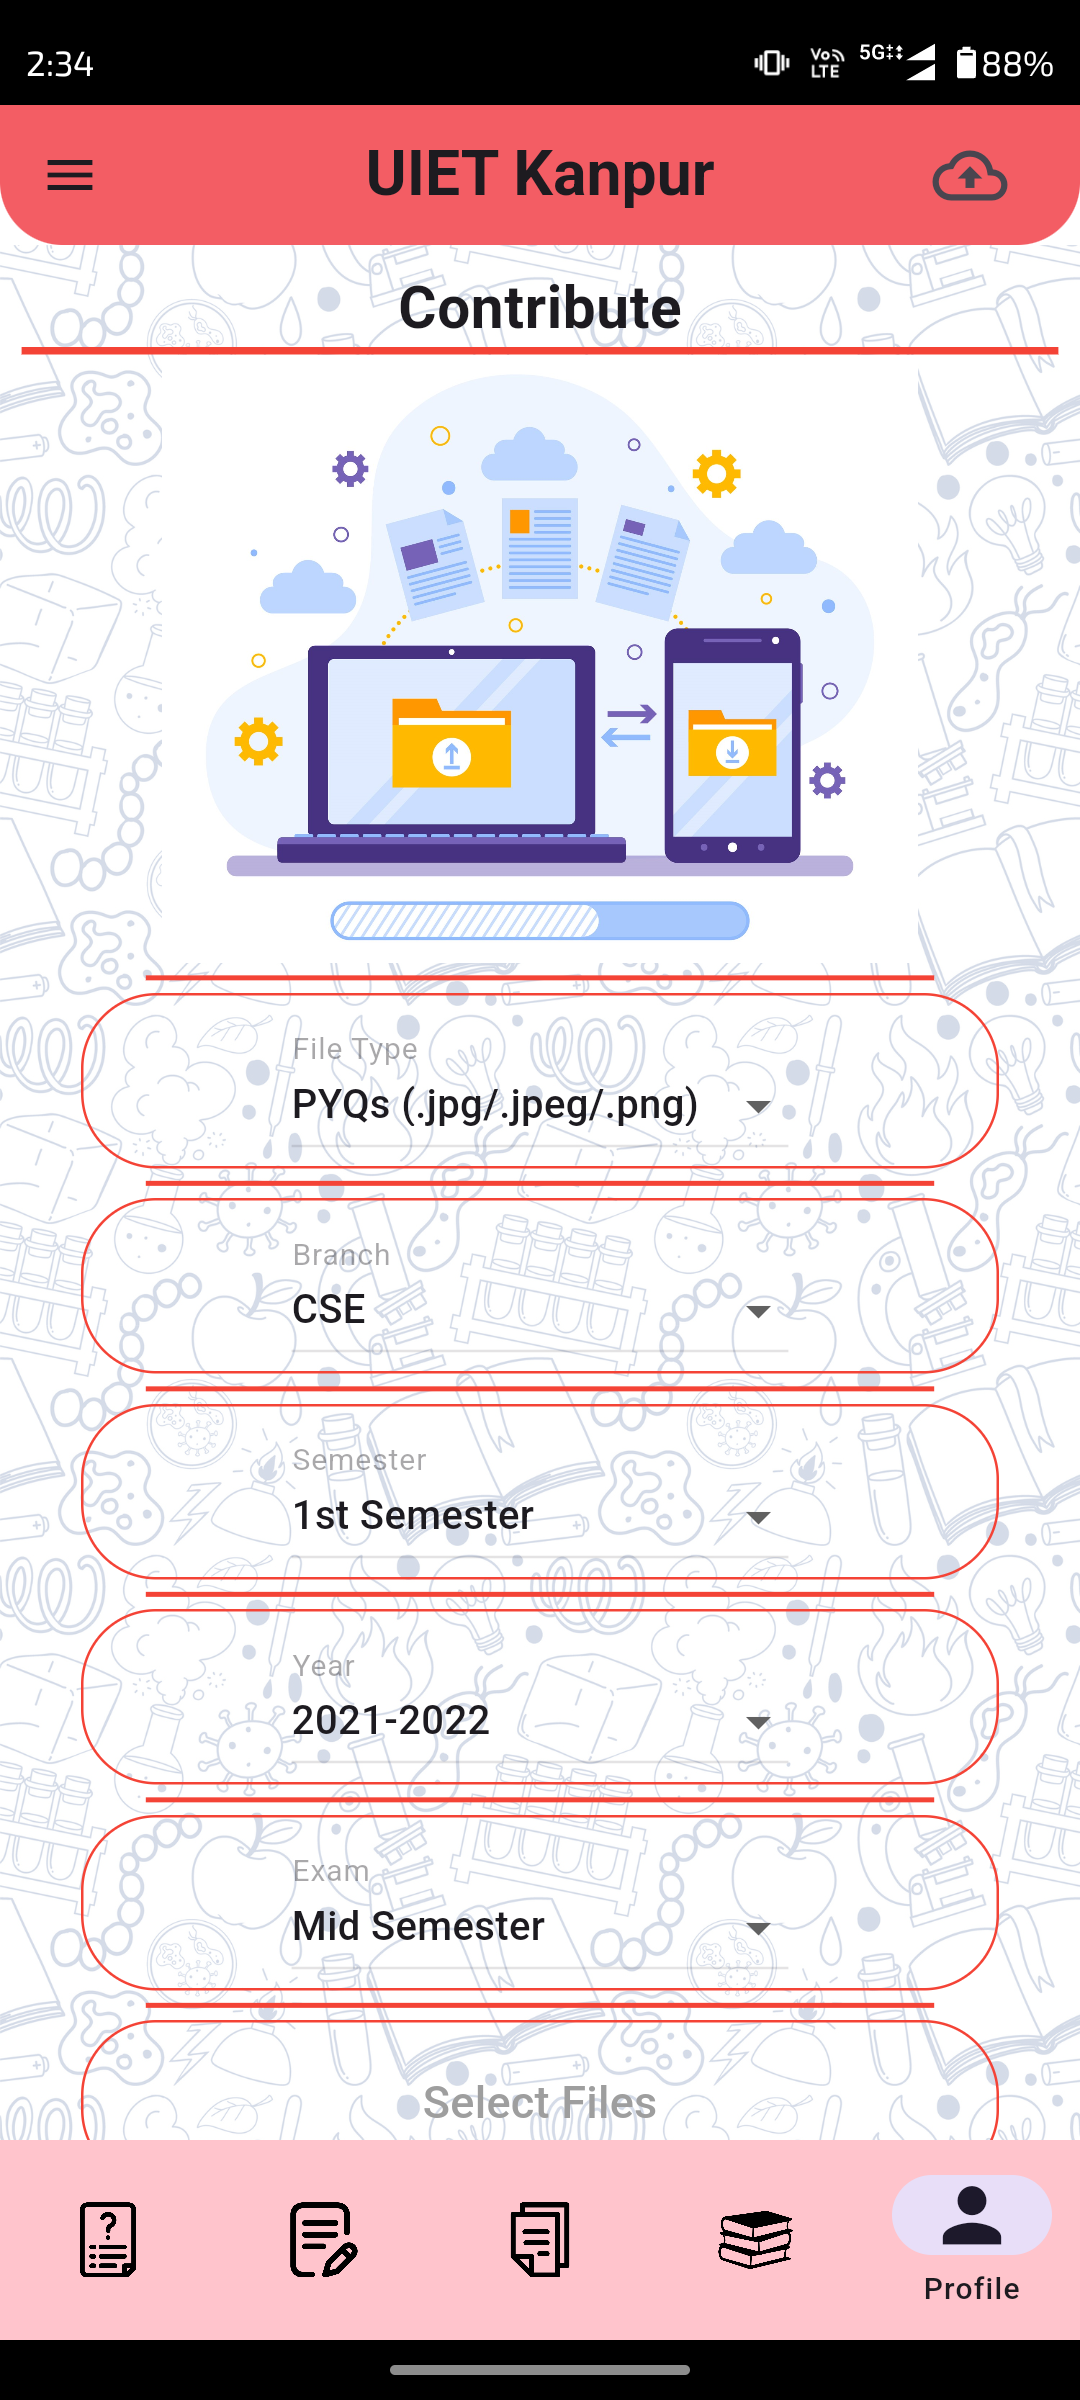 2:34
Vo LTE 5G 88%
UIET Kanpur
Contribute
File Type
PYQs (.jpg/.jpeg/.png)
Branch
CSE
Semester
1st Semester
Year
2021-2022
Exam
Mid Semester
Select Files
?
Profile